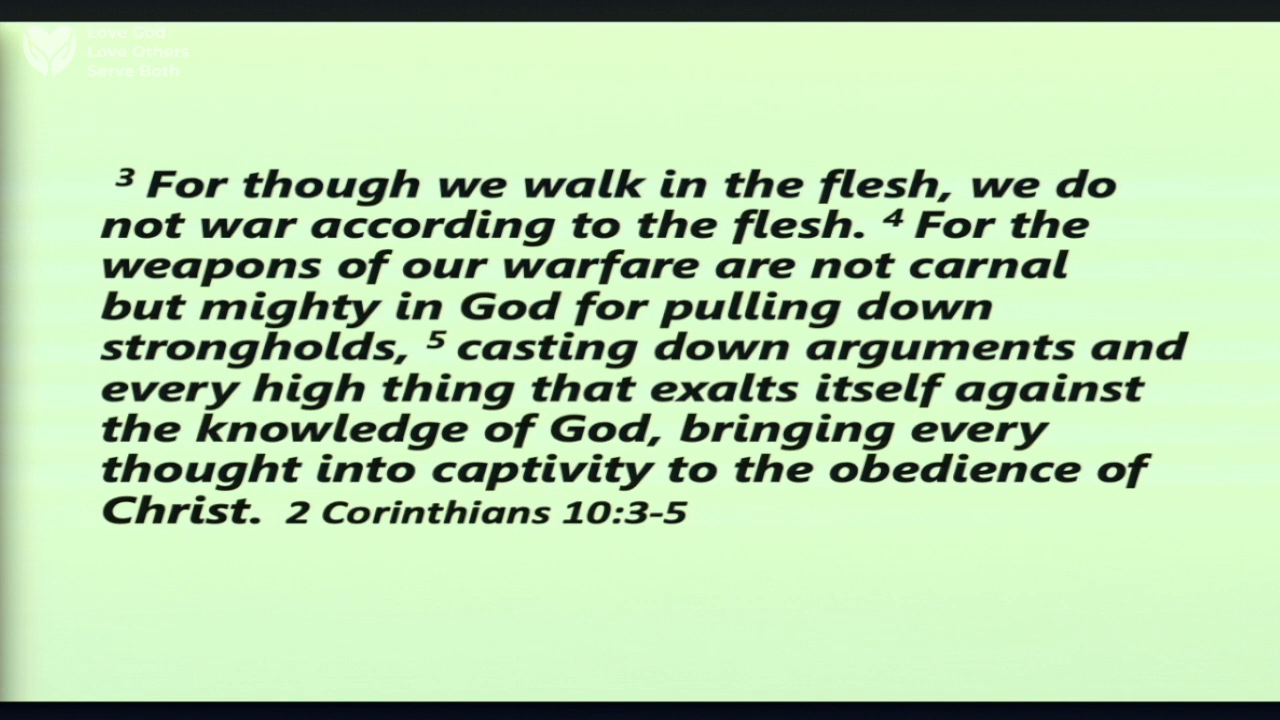 Love God
Love Others
Serve Both
³ For though we walk in the flesh, we do
not war according to the flesh. ⁴ For the
weapons of our warfare are not carnal
but mighty in God for pulling down
strongholds, ⁵ casting down arguments and
every high thing that exalts itself against
the knowledge of God, bringing every
thought into captivity to the obedience of
Christ. 2 Corinthians 10:3-5